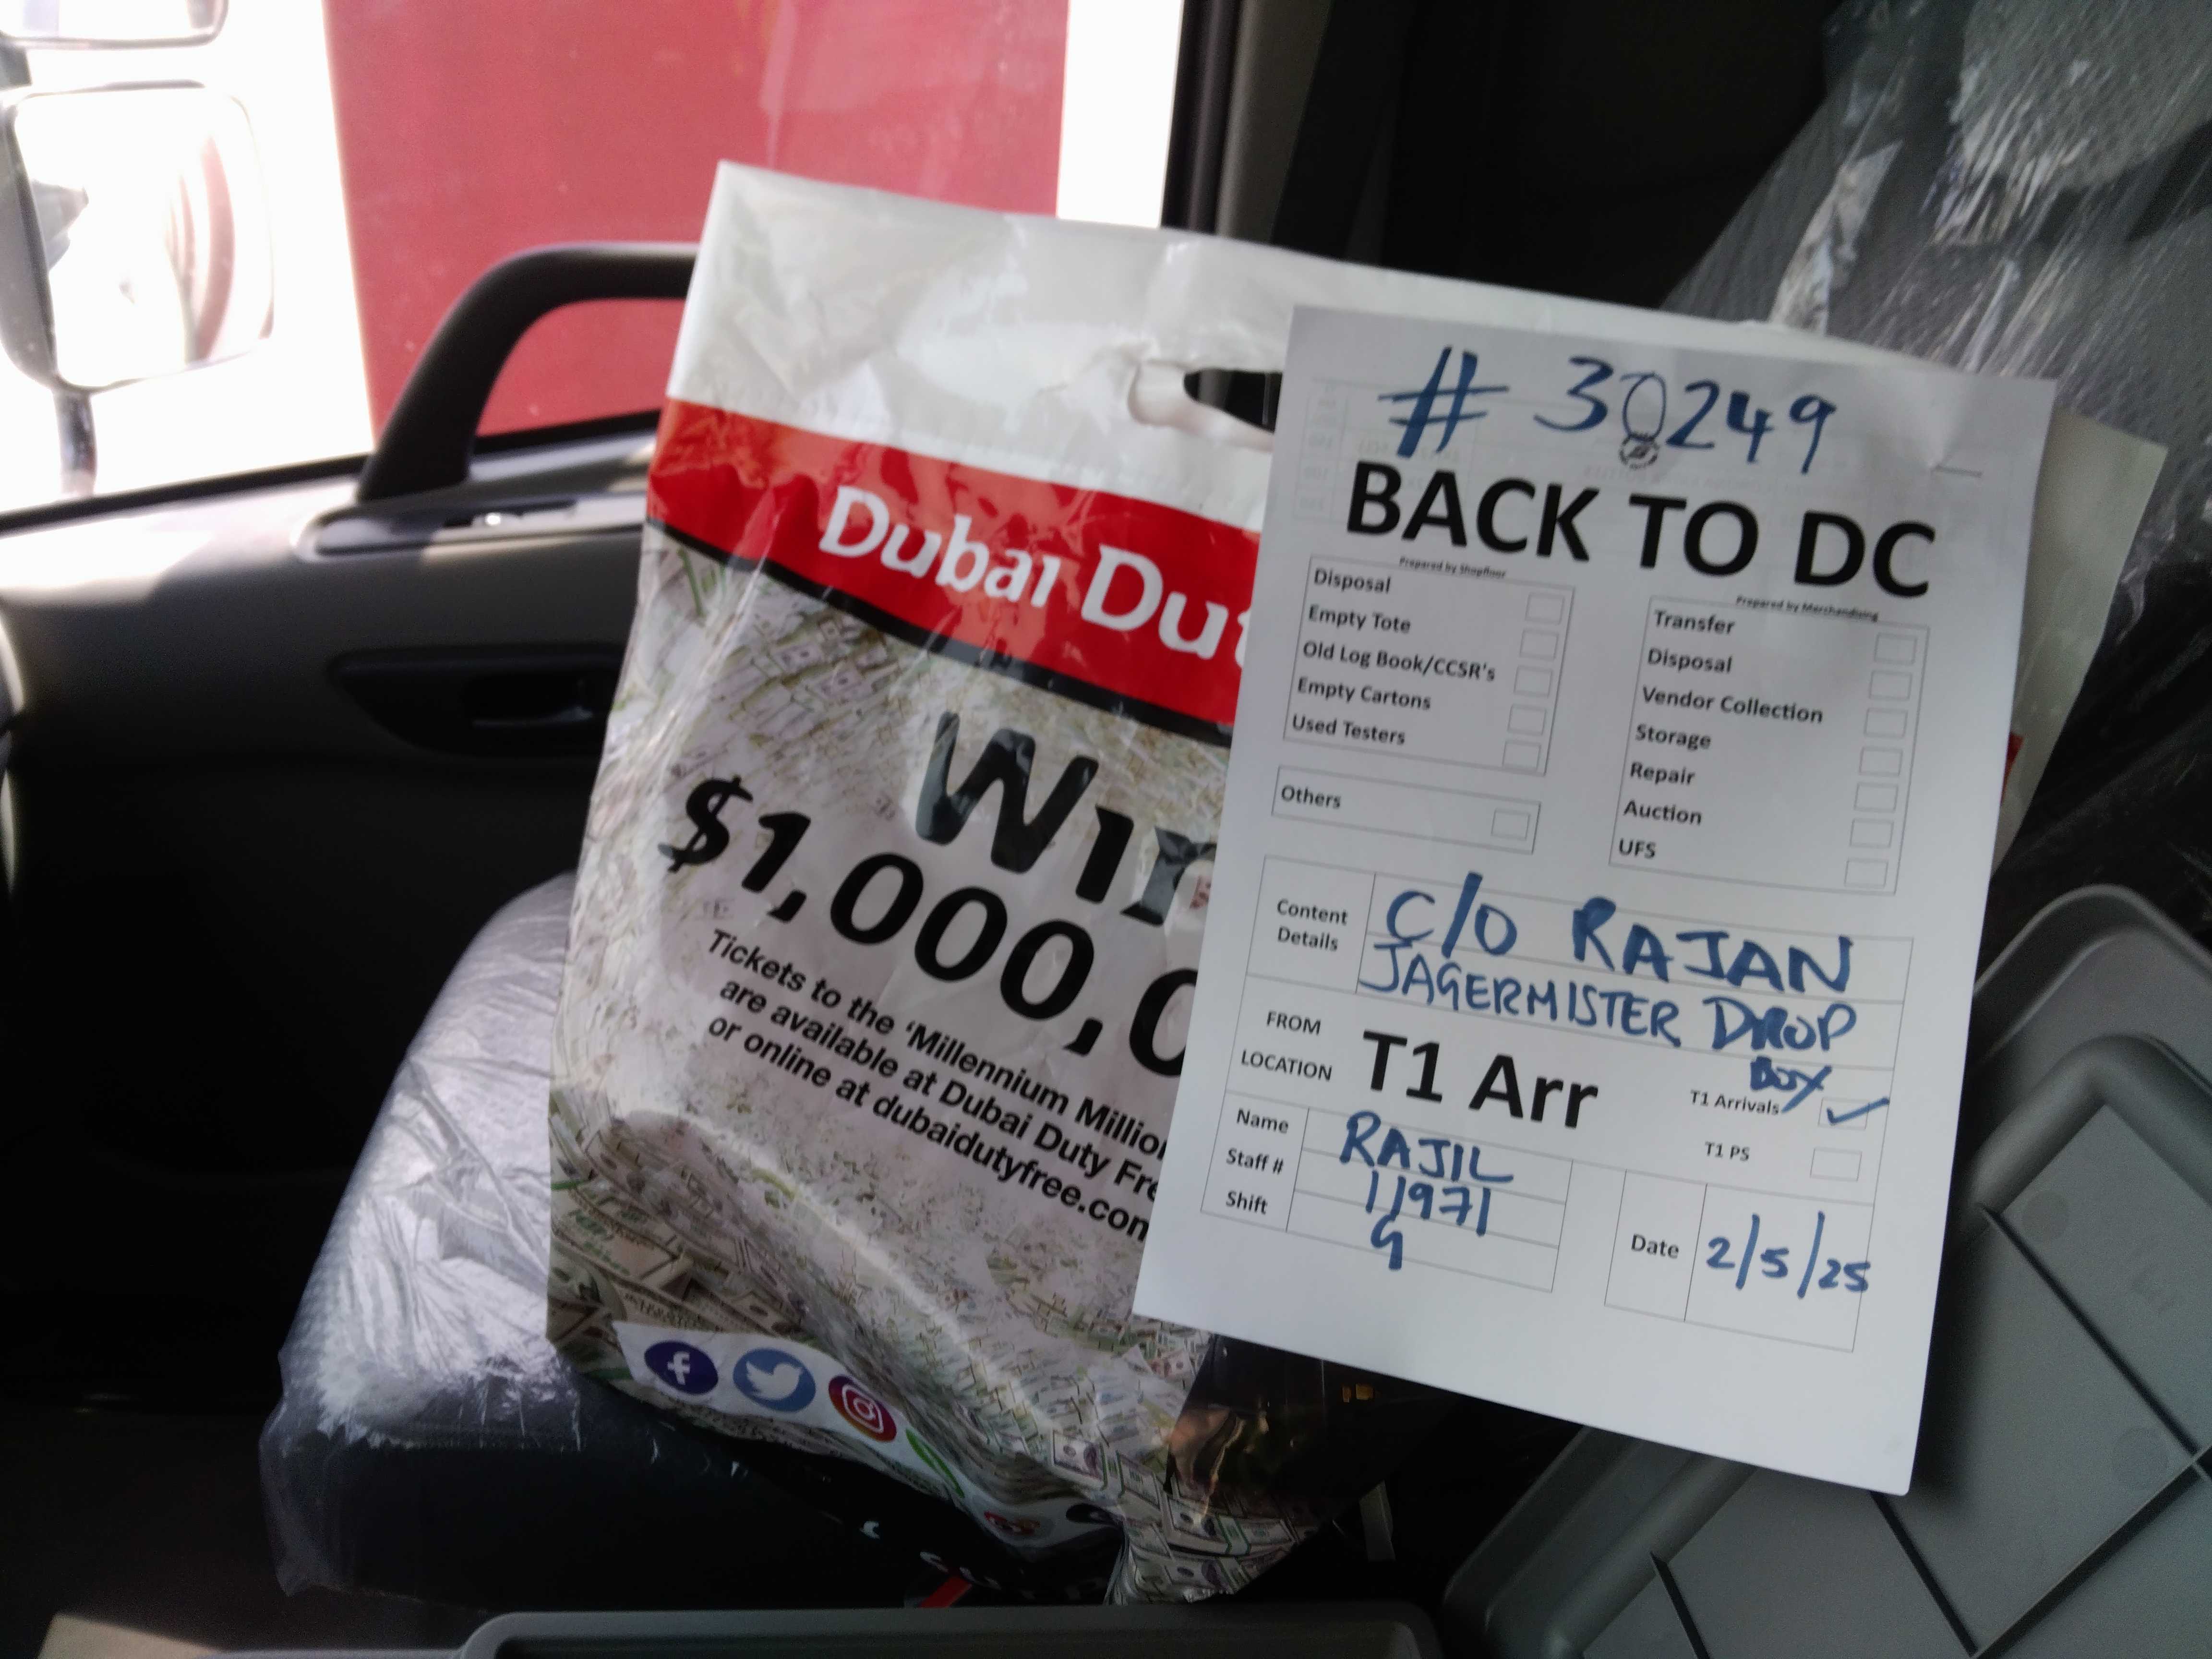 Dubai Dut
Win
$1,000,0
Tickets to the ‘Millennium Millio
are available at Dubai Duty Fre
or online at dubaidutyfree.com
# 30249
BACK TO DC
Prepared by Shopfloor
Disposal
Empty Tote
Old Log Book/CCSR's
Empty Cartons
Used Testers
Others
Prepared by Merchandising
Transfer
Disposal
Vendor Collection
Storage
Repair
Auction
UFS
Content
Details
C/O RAJAN
JAGERMISTER DROP
BOX
FROM
LOCATION
T1 Arr
T1 Arrivals ✓
T1 PS
Name RAJIL
Staff # 11971
Shift G
Date 2/5/25